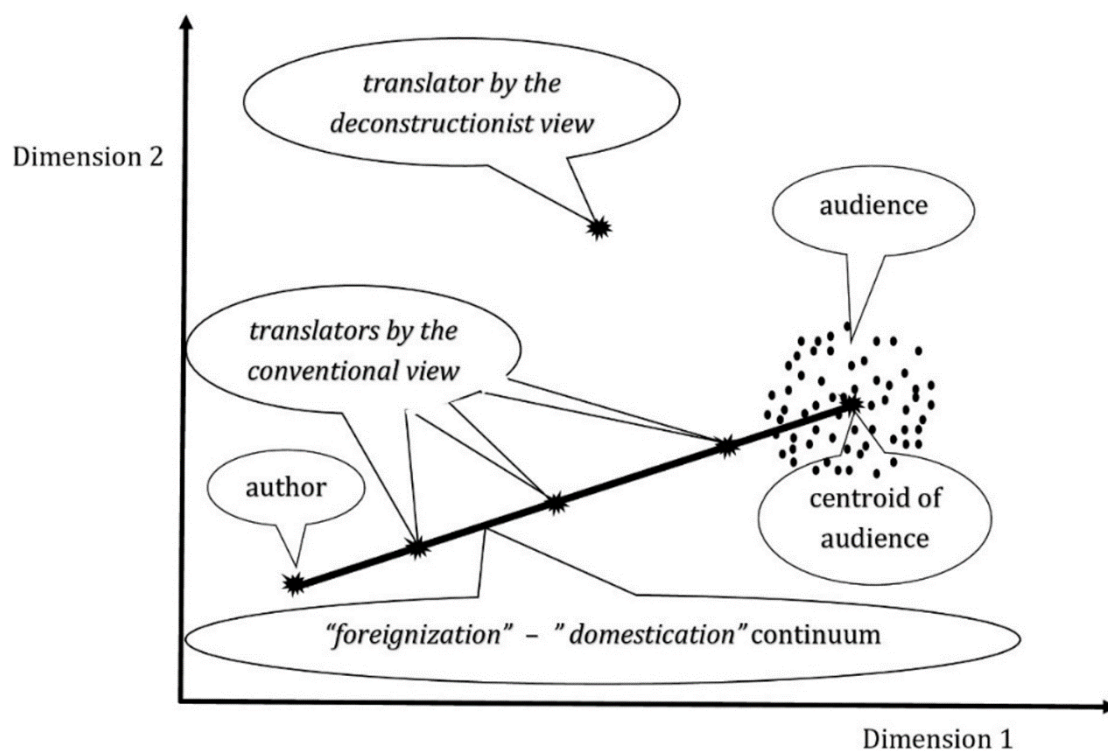 translator by the
deconstructionist view
Dimension 2
audience
translators by the
conventional view
author
centroid of
audience
“foreignization” – ” domestication” continuum
Dimension 1